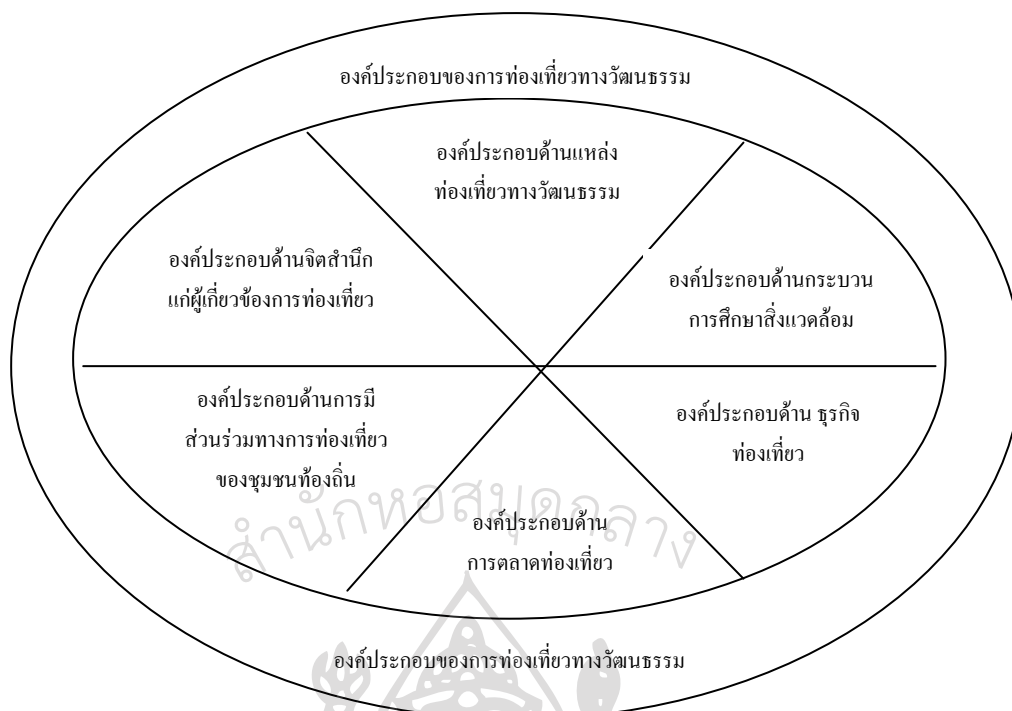 องค์ประกอบของการท่องเที่ยวทางวัฒนธรรม
องค์ประกอบด้านแหล่ง
ท่องเที่ยวทางวัฒนธรรม
องค์ประกอบด้านจิตสำนึก
แก่ผู้เกี่ยวข้องการท่องเที่ยว
องค์ประกอบด้านกระบวน
การศึกษาสิ่งแวดล้อม
องค์ประกอบด้านการมี
ส่วนร่วมทางการท่องเที่ยว
ของชุมชนท้องถิ่น
องค์ประกอบด้าน ธุรกิจ
ท่องเที่ยว
สำนักหอสมุดกลาง
องค์ประกอบด้าน
การตลาดท่องเที่ยว
องค์ประกอบของการท่องเที่ยวทางวัฒนธรรม